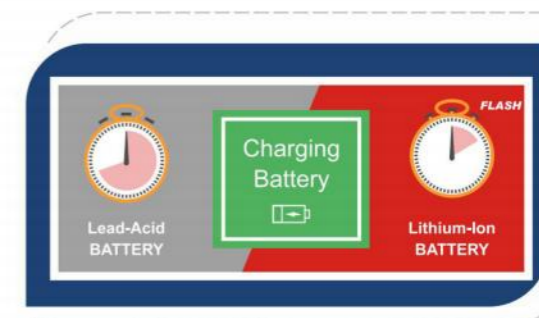 Lead-Acid
BATTERY
Charging
Battery
FLASH
Lithium-Ion
BATTERY